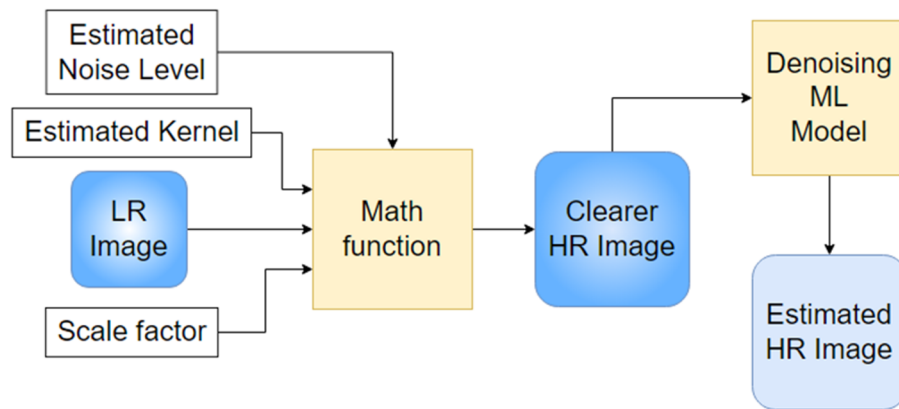 Estimated
Noise Level
Estimated Kernel
LR
Image
Scale factor
Math
function
Clearer
HR Image
Denoising
ML
Model
Estimated
HR Image